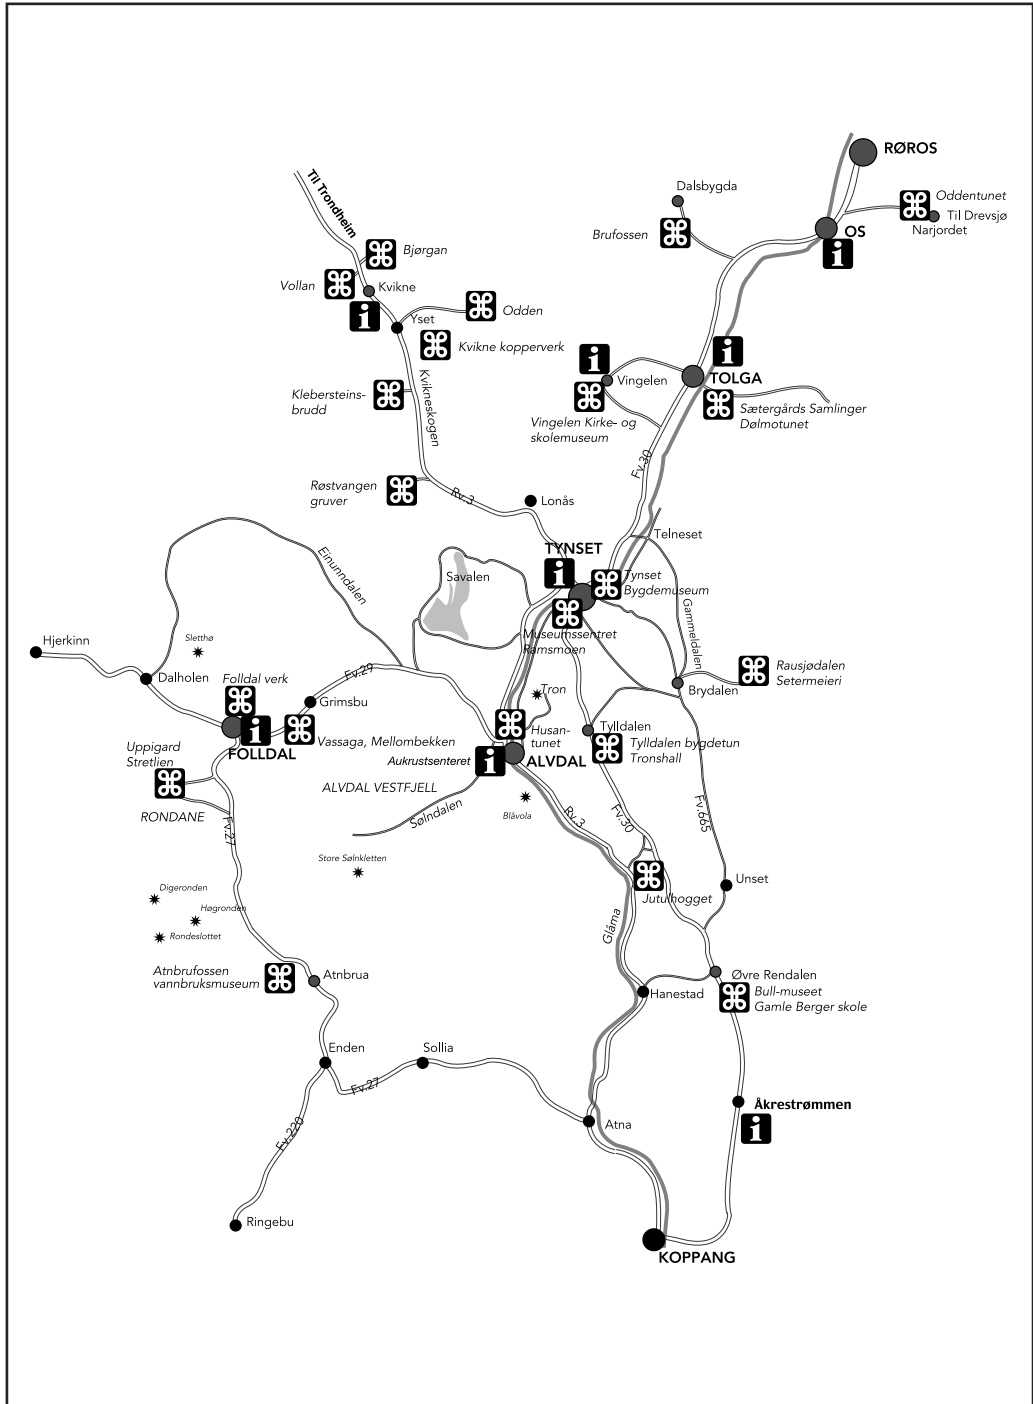 RØROS
Dalsbygda
Oddentunet
Til Drevsjø
Narjordet
Brufossen
OS
Til Trondheim
Bjørgan
Vollan
Kvikne
Odden
Yset
Kvikne kopperverk
Kvikneskogen
Klebersteins-
brudd
Vingelen
TOLGA
Sætergårds Samlinger
Dølmotunet
Vingelen Kirke- og
skolemuseum
Fv.30
Røstvangen
gruver
Rv.3
Lonås
Telneset
TYNSET
Tynset
Bygdemuseum
Einunndalen
Savalen
Gammeldalen
Museumssentret
Ramsmoen
Hjerkinn
Sletthø
Dalholen
Folldal verk
Fv.29
Grimsbu
Tron
Brydalen
Rausjødalen
Setermeieri
FOLLDAL
Vassaga, Mellombekken
Husan-
tunet
Tylldalen
Tylldalen bygdetun
Tronshall
Uppigard
Stretlien
Aukrustsenteret
ALVDAL
ALVDAL VESTFJELL
Sølndalen
Blåvola
Rv.3
Fv.30
Fv.665
RONDANE
Fv.27
Store Sølnkletten
Unset
Jutulhogget
Digeronden
Høgronden
Rondeslottet
Glåma
Atnbrufossen
vannbruksmuseum
Atnbrua
Øvre Rendalen
Hanestad
Bull-museet
Gamle Berger skole
Enden
Sollia
Fv.27
Åkrestrømmen
Atna
Fv.220
Ringebu
KOPPANG